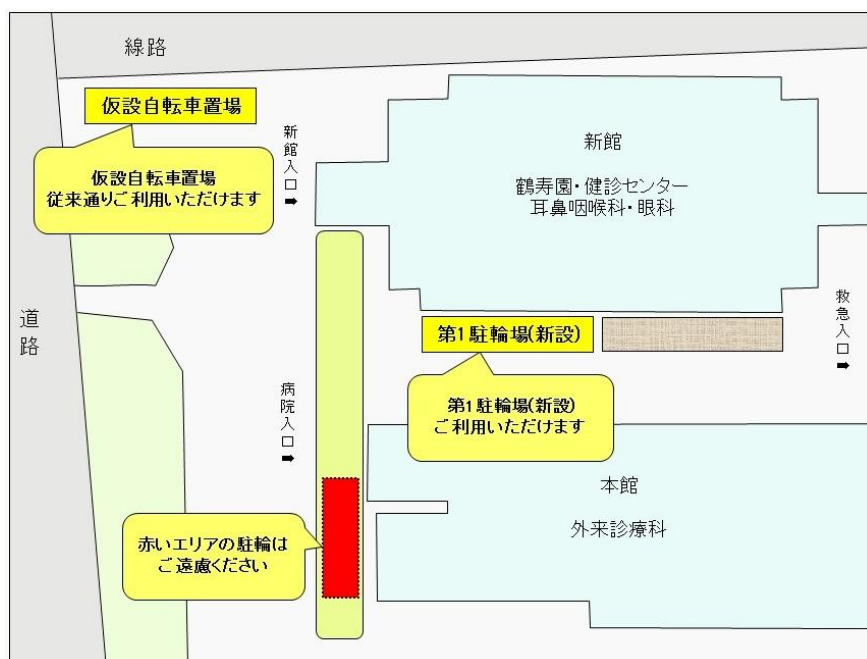 線路
仮設自転車置場
仮設自転車置場
従来通りご利用いただけます
新館入口➡
新館
鶴寿園・健診センター
耳鼻咽喉科・眼科
道路
救急入口➡
第1駐輪場(新設)
第1駐輪場(新設)
ご利用いただけます
病院入口➡
本館
外来診療科
赤いエリアの駐輪は
ご遠慮ください